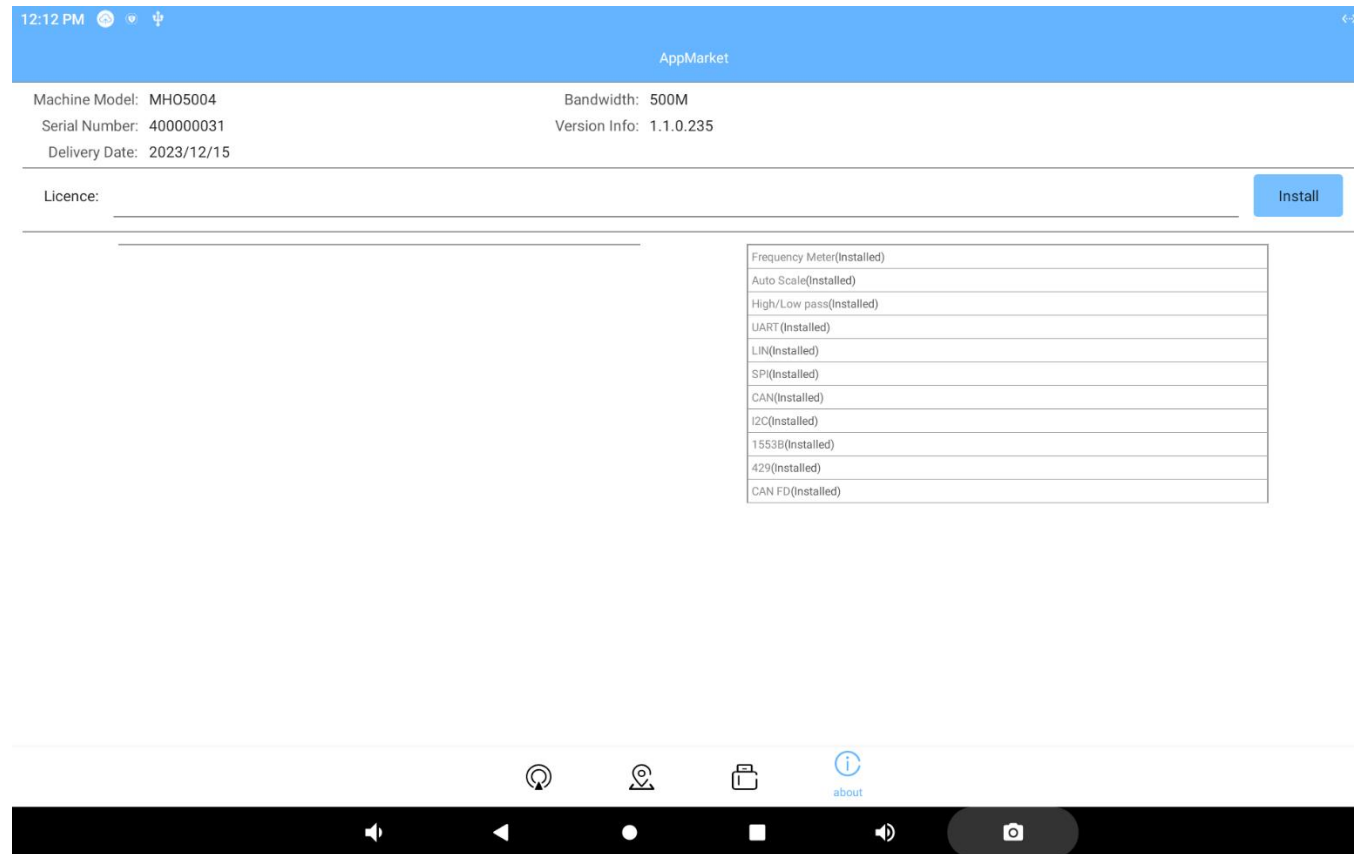 12:12 PM
AppMarket
Machine Model: MHO5004 Bandwidth: 500M
Serial Number: 400000031 Version Info: 1.1.0.235
Delivery Date: 2023/12/15
Licence: Install
Frequency Meter(Installed)
Auto Scale(Installed)
High/Low pass(Installed)
UART(Installed)
LIN(Installed)
SPI(Installed)
CAN(Installed)
I2C(Installed)
1553B(Installed)
429(Installed)
CAN FD(Installed)
about